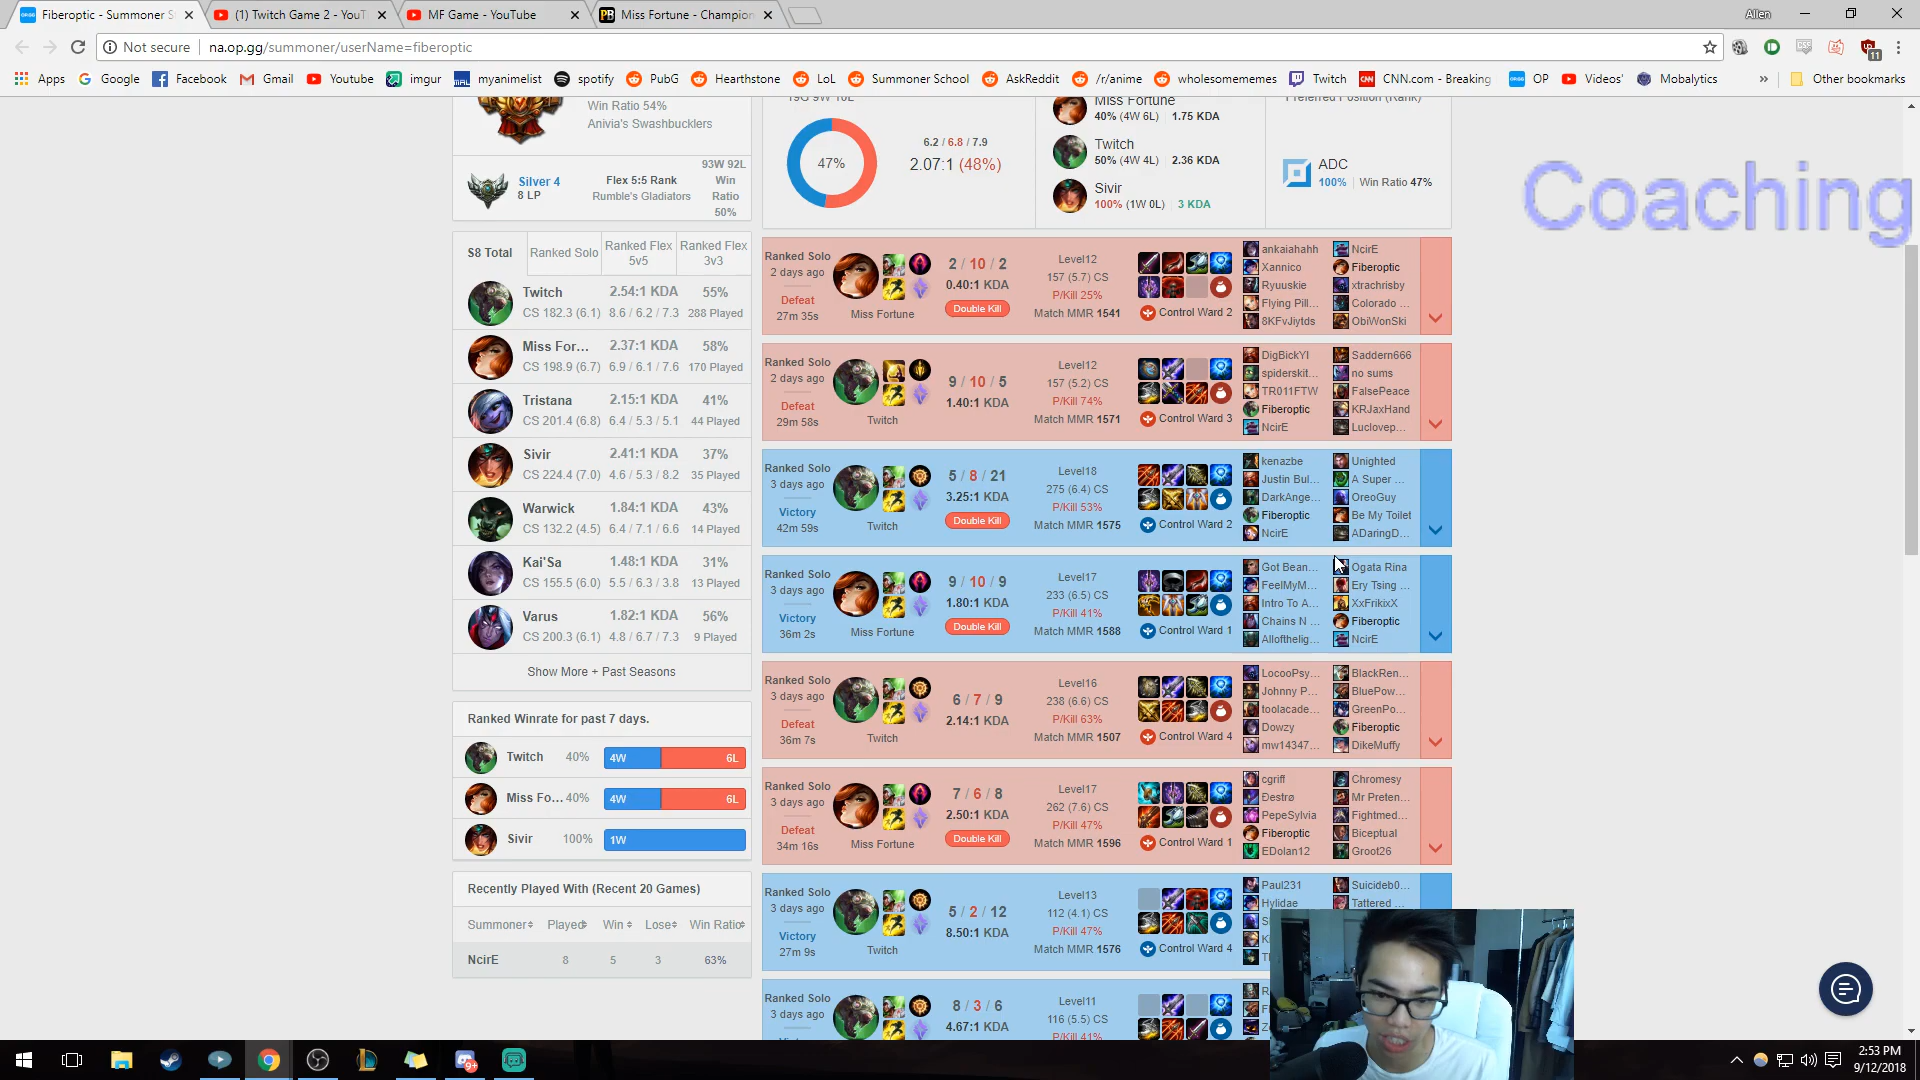 Fiberoptic - Summoner S
(1) Twitch Game 2 - YouT
MF Game - YouTube
Miss Fortune - Champion
Allen
Not secure
na.op.gg/summoner/userName=fiberoptic
Apps
Google
Facebook
Gmail
Youtube
imgur
myanimelist
spotify
PubG
Hearthstone
LoL
Summoner School
AskReddit
/r/anime
wholesomememes
Twitch
CNN.com - Breaking
OP
Videos'
Mobalytics
Other bookmarks
Coaching
Win Ratio 54%
Anivia's Swashbucklers
Silver 4
8 LP
Flex 5:5 Rank
Rumble's Gladiators
93W 92L
Win
Ratio
50%
19G 9W 10L
47%
6.2 / 6.8 / 7.9
2.07:1 (48%)
Miss Fortune
40% (4W 6L) 1.75 KDA
Twitch
50% (4W 4L) 2.36 KDA
Sivir
100% (1W 0L) 3 KDA
Preferred Position (Rank)
ADC
100% Win Ratio 47%
S8 Total
Ranked Solo
Ranked Flex
5v5
Ranked Flex
3v3
Twitch 2.54:1 KDA 55%
CS 182.3 (6.1) 8.6 / 6.2 / 7.3 288 Played
Miss For... 2.37:1 KDA 58%
CS 198.9 (6.7) 6.9 / 6.1 / 7.6 170 Played
Tristana 2.15:1 KDA 41%
CS 201.4 (6.8) 6.4 / 5.3 / 5.1 44 Played
Sivir 2.41:1 KDA 37%
CS 224.4 (7.0) 4.6 / 5.3 / 8.2 35 Played
Warwick 1.84:1 KDA 43%
CS 132.2 (4.5) 6.4 / 7.1 / 6.6 14 Played
Kai'Sa 1.48:1 KDA 31%
CS 155.5 (6.0) 5.5 / 6.3 / 3.8 13 Played
Varus 1.82:1 KDA 56%
CS 200.3 (6.1) 4.8 / 6.7 / 7.3 9 Played
Show More + Past Seasons
Ranked Winrate for past 7 days.
Twitch 40% 4W 6L
Miss Fo... 40% 4W 6L
Sivir 100% 1W
Recently Played With (Recent 20 Games)
Summoner Played Win Lose Win Ratio
NcirE 8 5 3 63%
Ranked Solo
2 days ago
Defeat
27m 35s
Miss Fortune
2 / 10 / 2
0.40:1 KDA
Double Kill
Level12
157 (5.7) CS
P/Kill 25%
Match MMR 1541
Control Ward 2
ankaiahahh NcirE
Xannico Fiberoptic
Ryuuskie xtrachrisby
Flying Pill... Colorado ...
8KFvJiytds ObiWonSki
Ranked Solo
2 days ago
Defeat
29m 58s
Twitch
9 / 10 / 5
1.40:1 KDA
Level12
157 (5.2) CS
P/Kill 74%
Match MMR 1571
Control Ward 3
DigBickYI Saddern666
spiderskit... no sums
TR011FTW FalsePeace
Fiberoptic KRJaxHand
NcirE Luclovep...
Ranked Solo
3 days ago
Victory
42m 59s
Twitch
5 / 8 / 21
3.25:1 KDA
Double Kill
Level18
275 (6.4) CS
P/Kill 53%
Match MMR 1575
Control Ward 2
kenazbe Unighted
Justin Bul... A Super ...
DarkAnge... OreoGuy
Fiberoptic Be My Toilet
NcirE ADaringD...
Ranked Solo
3 days ago
Victory
36m 2s
Miss Fortune
9 / 10 / 9
1.80:1 KDA
Double Kill
Level17
233 (6.5) CS
P/Kill 41%
Match MMR 1588
Control Ward 1
Got Bean... Ogata Rina
FeelMyM... Ery Tsing ...
Intro To A... XxFrikixX
Chains N ... Fiberoptic
Allofthelig... NcirE
Ranked Solo
3 days ago
Defeat
36m 7s
Twitch
6 / 7 / 9
2.14:1 KDA
Level16
238 (6.6) CS
P/Kill 63%
Match MMR 1507
Control Ward 4
LocooPsy... BlackRen...
Johnny P... BluePow...
toolacade... GreenPo...
Dowzy Fiberoptic
mw14347... DikeMuffy
Ranked Solo
3 days ago
Defeat
34m 16s
Miss Fortune
7 / 6 / 8
2.50:1 KDA
Double Kill
Level17
262 (7.6) CS
P/Kill 47%
Match MMR 1596
Control Ward 1
cgriff Chromesy
Destrø Mr Preten...
PepeSylvia Fightmed...
Fiberoptic Biceptual
EDolan12 Groot26
Ranked Solo
3 days ago
Victory
27m 9s
Twitch
5 / 2 / 12
8.50:1 KDA
Level13
112 (4.1) CS
P/Kill 47%
Match MMR 1576
Control Ward 4
Paul231 Suicideb0...
Hylidae Tattered ...
Ranked Solo
3 days ago
8 / 3 / 6
4.67:1 KDA
Level11
116 (5.5) CS
P/Kill 41%
2:53 PM
9/12/2018